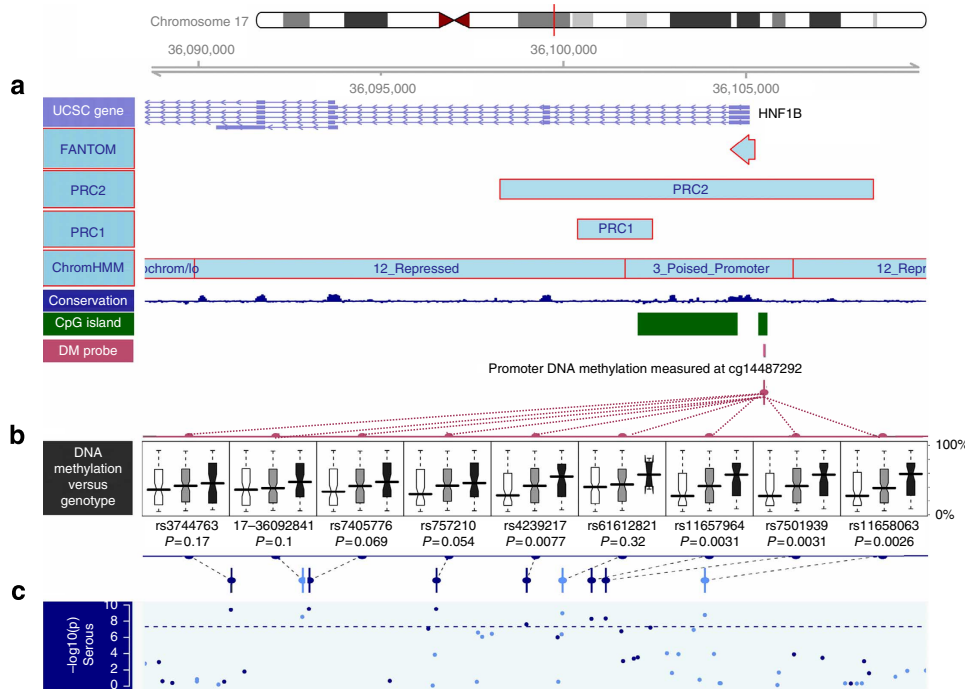 Chromosome 17
36,090,000
36,100,000
36,095,000
36,105,000
a
UCSC gene
HNF1B
FANTOM
PRC2
PRC2
PRC1
PRC1
ChromHMM
ochrom/lo
12_Repressed
3_Poised_Promoter
12_Repr
Conservation
CpG island
DM probe
Promoter DNA methylation measured at cg14487292
b
DNA methylation versus genotype
100%
0%
rs3744763 17–36092841 rs7405776 rs757210 rs4239217 rs61612821 rs11657964 rs7501939 rs11658063
P=0.17 P=0.1 P=0.069 P=0.054 P=0.0077 P=0.32 P=0.0031 P=0.0031 P=0.0026
c
–log10(p) Serous
10
8
6
4
2
0